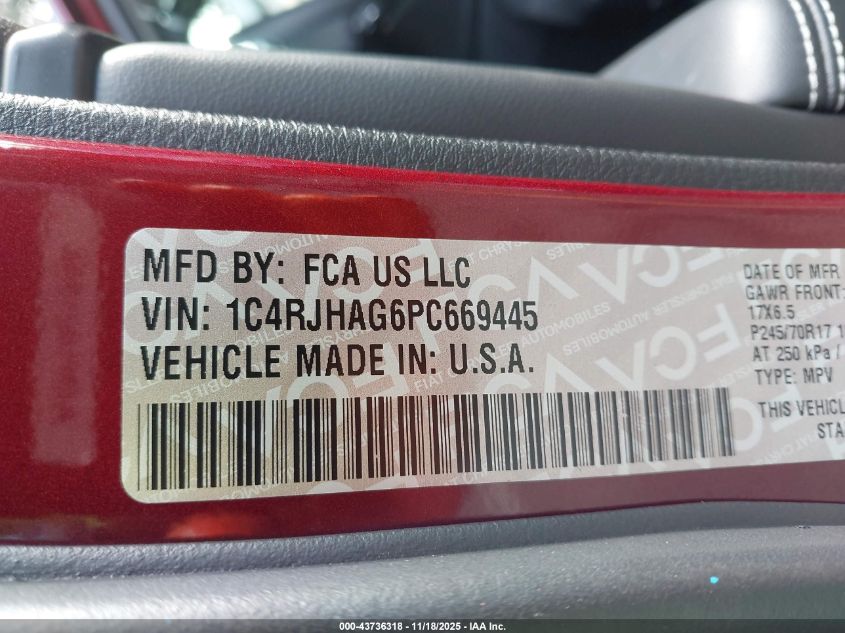 MFD BY: FCA US LLC
VIN: 1C4RJHAG6PC669445
VEHICLE MADE IN: U.S.A.
DATE OF MFR
GAWR FRONT:
17X6.5
P245/70R17 1
AT 250 kPa /
TYPE: MPV
THIS VEHICL
STA
000-43736318 - 11/18/2025 - IAA Inc.